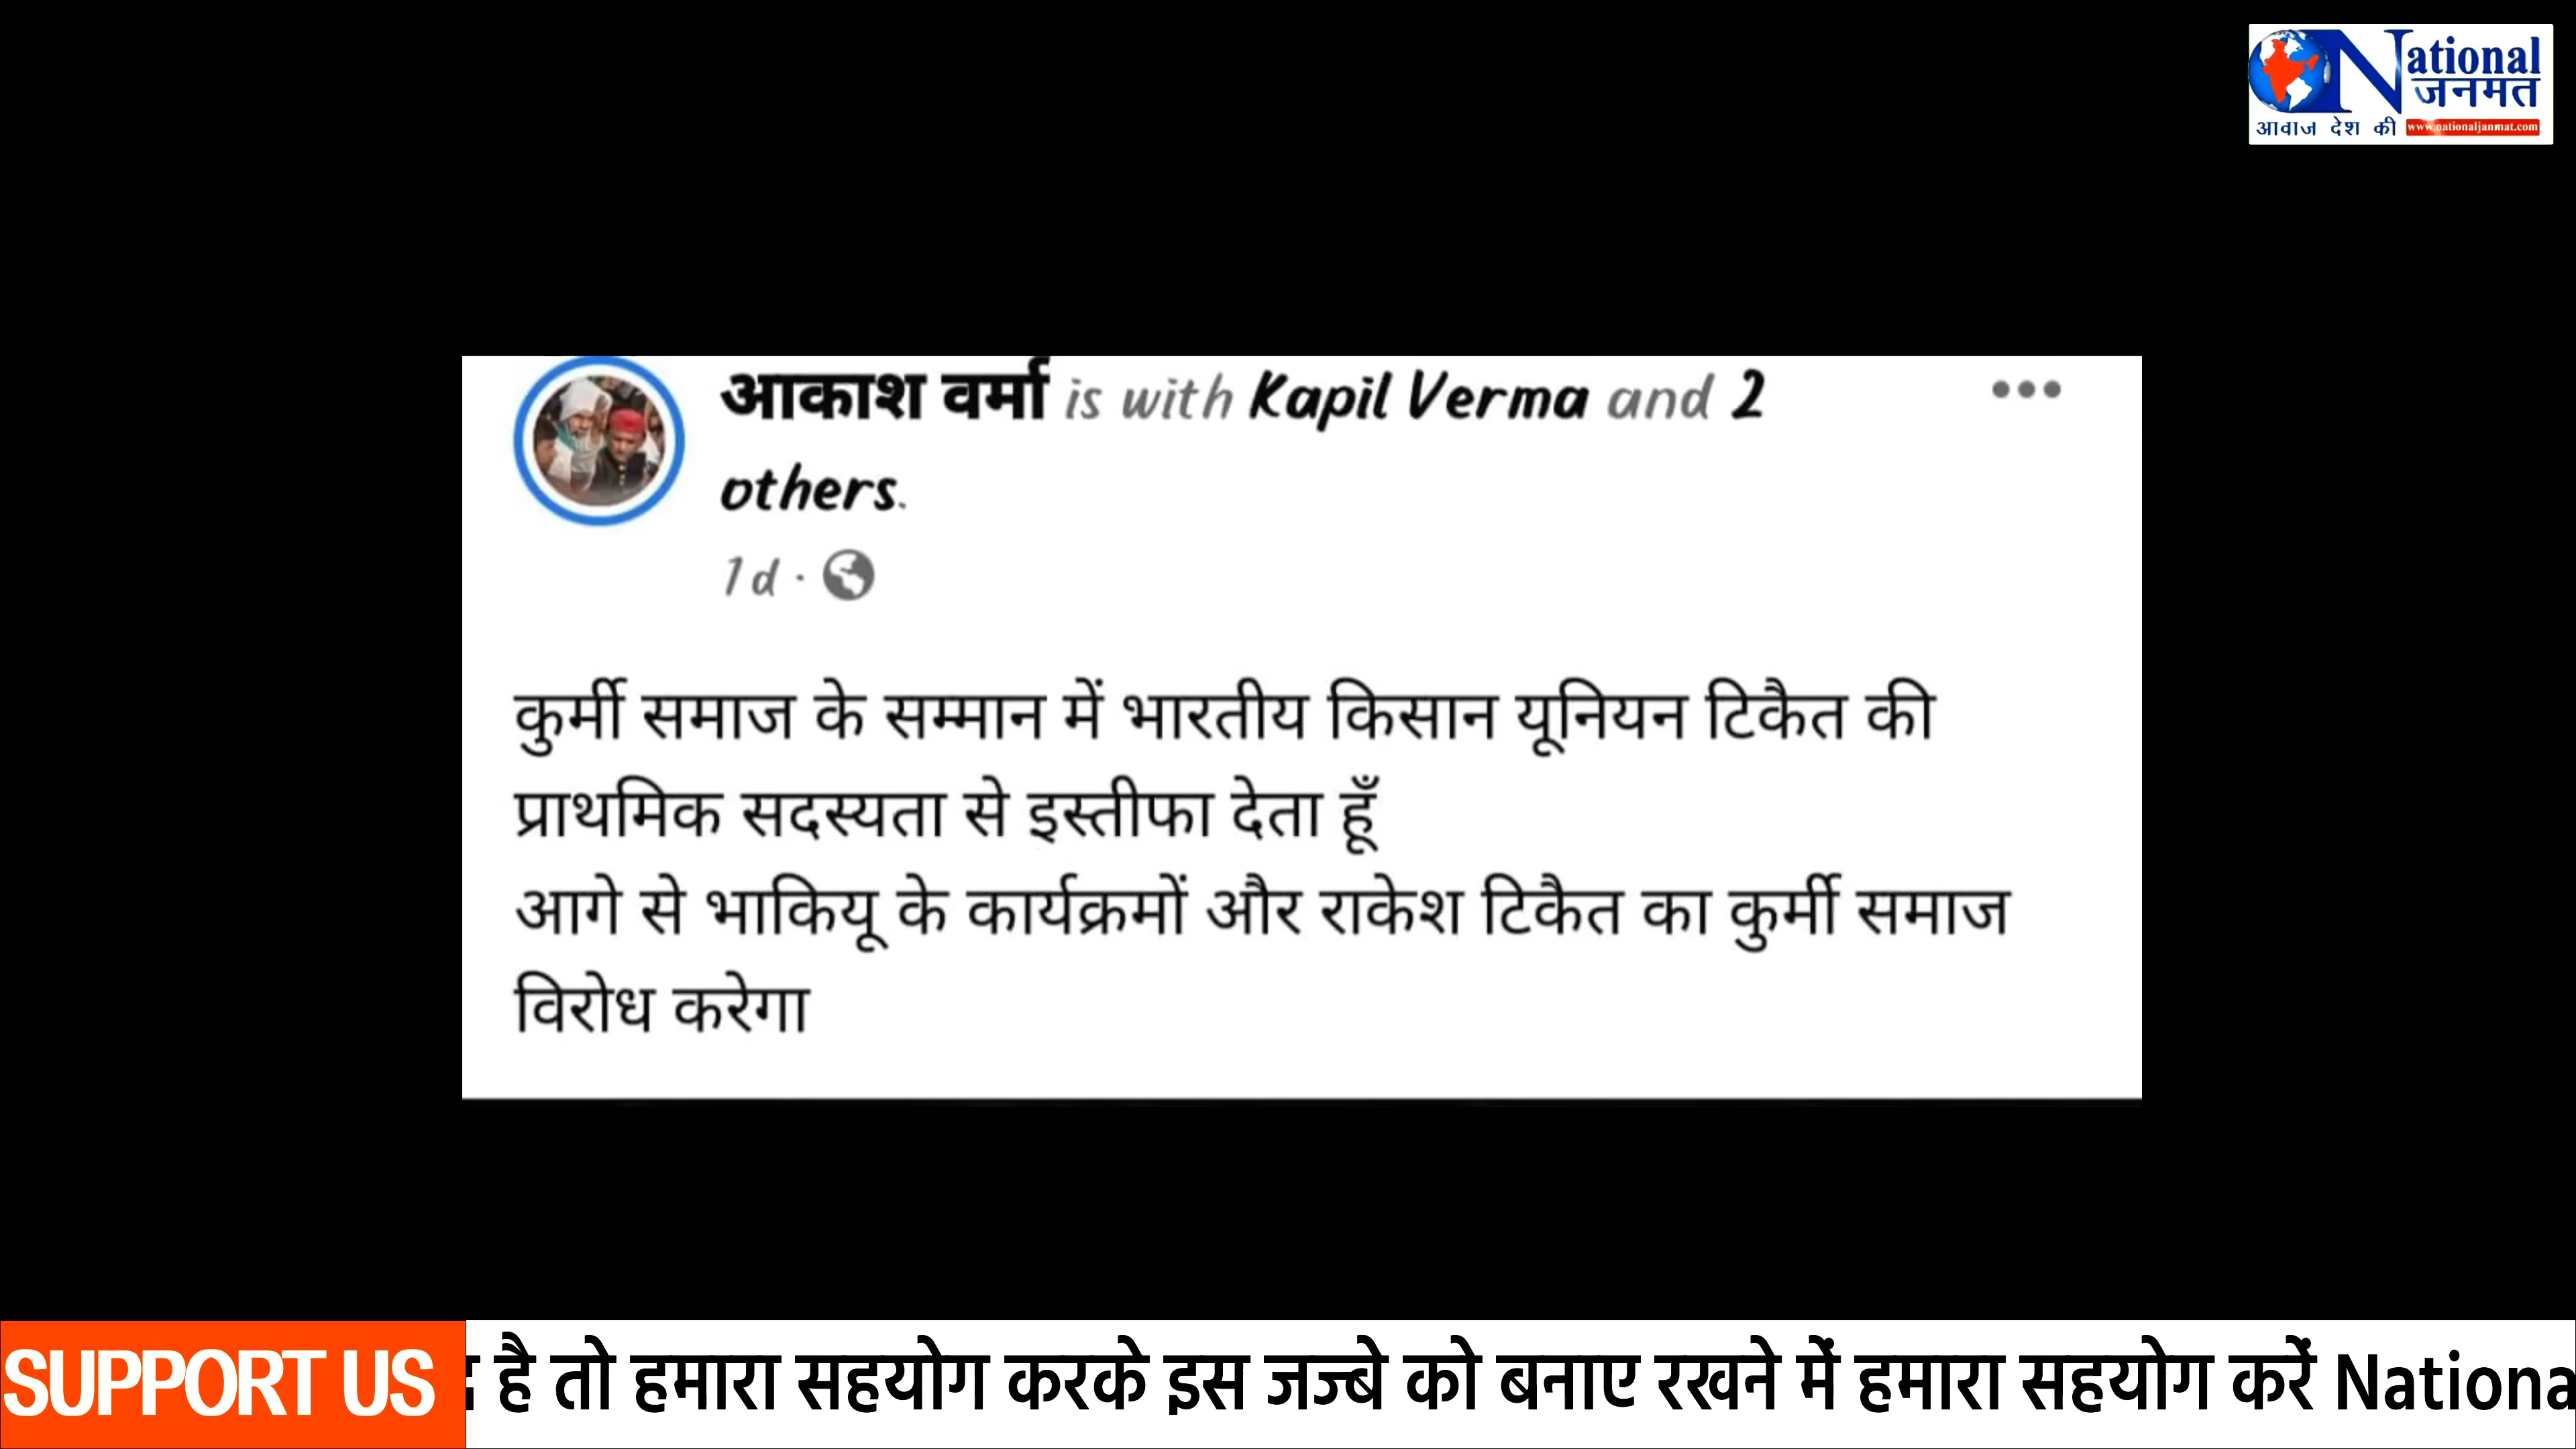 National
जनमत
आवाज देश की www.nationaljanmat.com
आकाश वर्मा is with Kapil Verma and 2
others.
1d ·
कुर्मी समाज के सम्मान में भारतीय किसान यूनियन टिकैत की
प्राथमिक सदस्यता से इस्तीफा देता हूँ
आगे से भाकियू के कार्यक्रमों और राकेश टिकैत का कुर्मी समाज
विरोध करेगा
SUPPORT US है तो हमारा सहयोग करके इस जज्बे को बनाए रखने में हमारा सहयोग करें Nationa